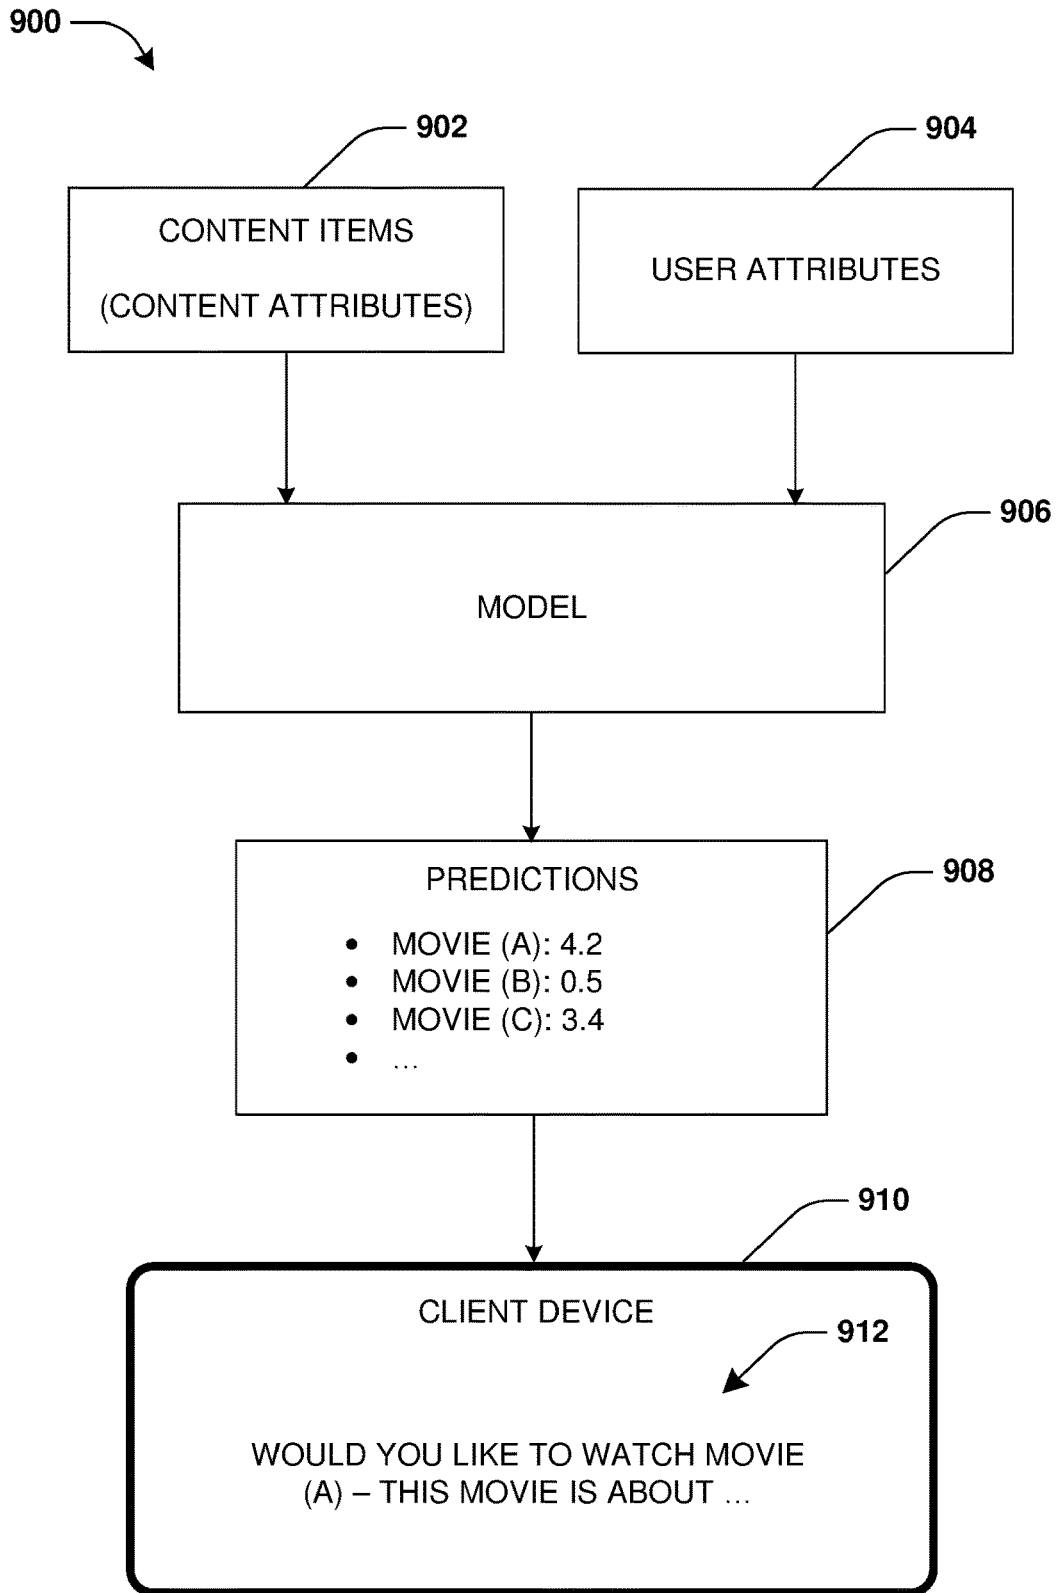 900
902
904
CONTENT ITEMS
(CONTENT ATTRIBUTES)
USER ATTRIBUTES
906
MODEL
908
PREDICTIONS
• MOVIE (A): 4.2
• MOVIE (B): 0.5
• MOVIE (C): 3.4
• ...
910
CLIENT DEVICE
912
WOULD YOU LIKE TO WATCH MOVIE
(A) – THIS MOVIE IS ABOUT ...